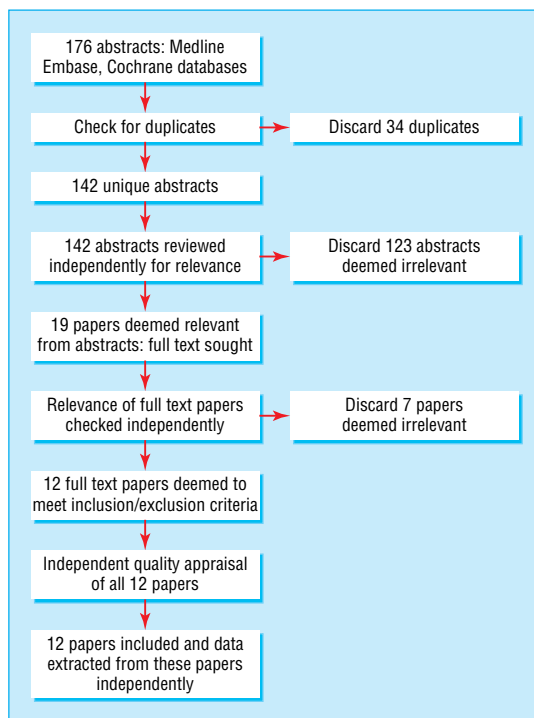 176 abstracts: Medline
Embase, Cochrane databases
Check for duplicates
Discard 34 duplicates
142 unique abstracts
142 abstracts reviewed
independently for relevance
Discard 123 abstracts
deemed irrelevant
19 papers deemed relevant
from abstracts: full text sought
Relevance of full text papers
checked independently
Discard 7 papers
deemed irrelevant
12 full text papers deemed to
meet inclusion/exclusion criteria
Independent quality appraisal
of all 12 papers
12 papers included and data
extracted from these papers
independently